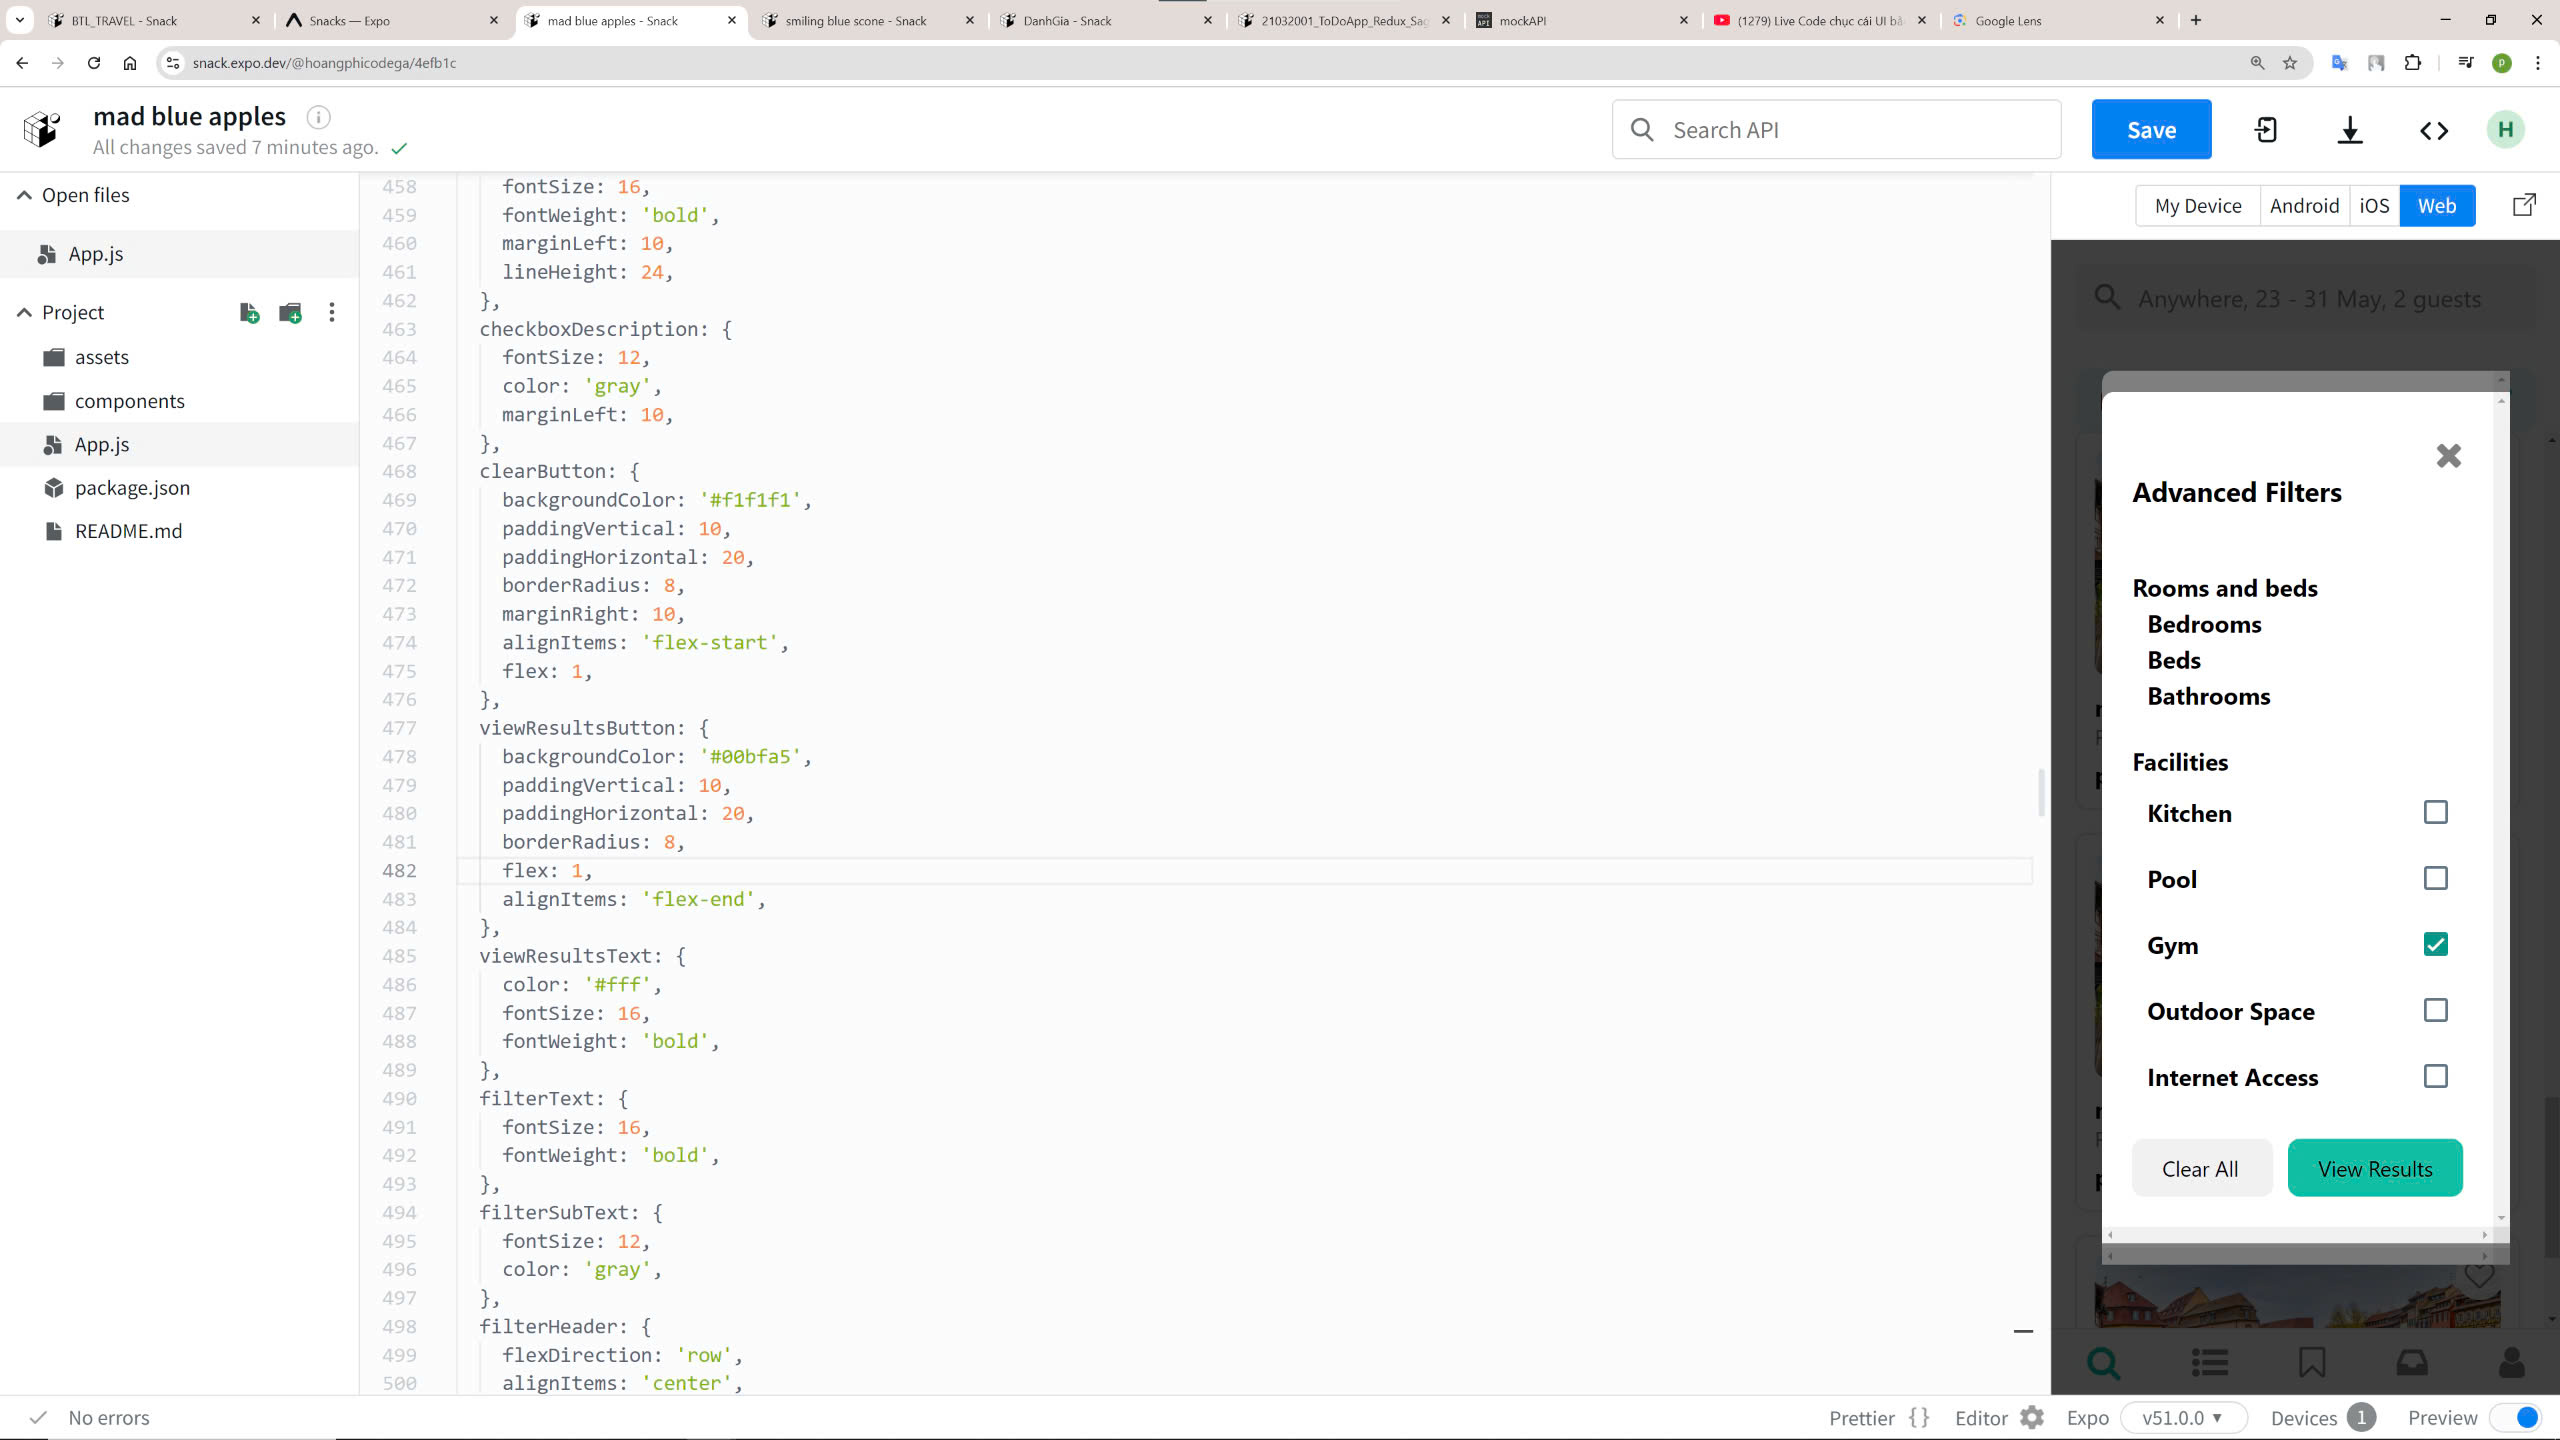 BTL_TRAVEL - Snack
Snacks — Expo
mad blue apples - Snack
smiling blue scone - Snack
DanhGia - Snack
21032001_ToDoApp_Redux_Sag
mockAPI
(1279) Live Code chục cái UI bà
Google Lens
snack.expo.dev/@hoangphicodega/4efb1c
P
mad blue apples
All changes saved 7 minutes ago.
Search API
Save
H
Open files
App.js
Project
assets
components
App.js
package.json
README.md
458 fontSize: 16,
459 fontWeight: 'bold',
460 marginLeft: 10,
461 lineHeight: 24,
462 },
463 checkboxDescription: {
464 fontSize: 12,
465 color: 'gray',
466 marginLeft: 10,
467 },
468 clearButton: {
469 backgroundColor: '#f1f1f1',
470 paddingVertical: 10,
471 paddingHorizontal: 20,
472 borderRadius: 8,
473 marginRight: 10,
474 alignItems: 'flex-start',
475 flex: 1,
476 },
477 viewResultsButton: {
478 backgroundColor: '#00bfa5',
479 paddingVertical: 10,
480 paddingHorizontal: 20,
481 borderRadius: 8,
482 flex: 1,
483 alignItems: 'flex-end',
484 },
485 viewResultsText: {
486 color: '#fff',
487 fontSize: 16,
488 fontWeight: 'bold',
489 },
490 filterText: {
491 fontSize: 16,
492 fontWeight: 'bold',
493 },
494 filterSubText: {
495 fontSize: 12,
496 color: 'gray',
497 },
498 filterHeader: {
499 flexDirection: 'row',
500 alignItems: 'center',
My Device
Android
iOS
Web
Anywhere, 23 - 31 May, 2 guests
Advanced Filters
Rooms and beds
Bedrooms
Beds
Bathrooms
Facilities
Kitchen
Pool
Gym
Outdoor Space
Internet Access
Clear All
View Results
No errors
Prettier {}
Editor
Expo
v51.0.0
Devices 1
Preview